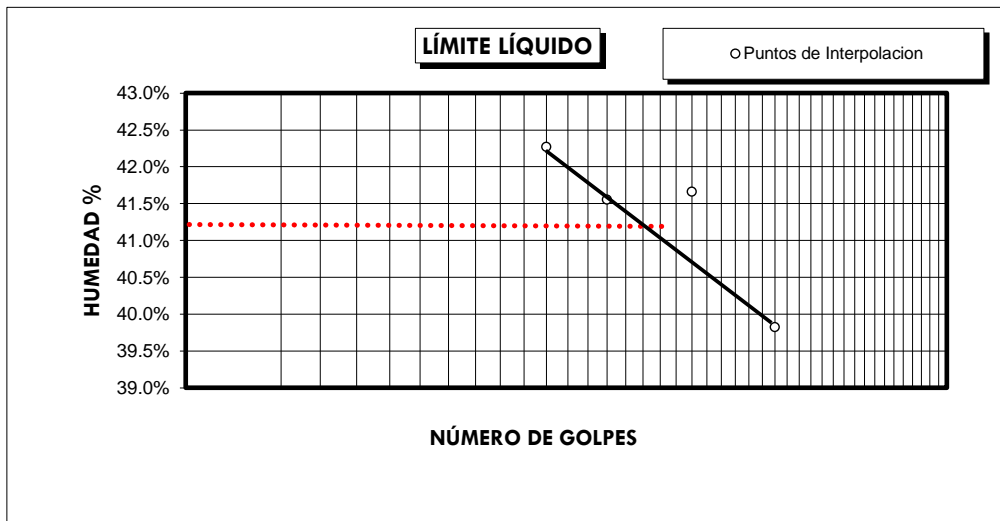 LÍMITE LÍQUIDO
Puntos de Interpolacion
43.0%
42.5%
42.0%
41.5%
41.0%
40.5%
40.0%
39.5%
39.0%
HUMEDAD %
NÚMERO DE GOLPES